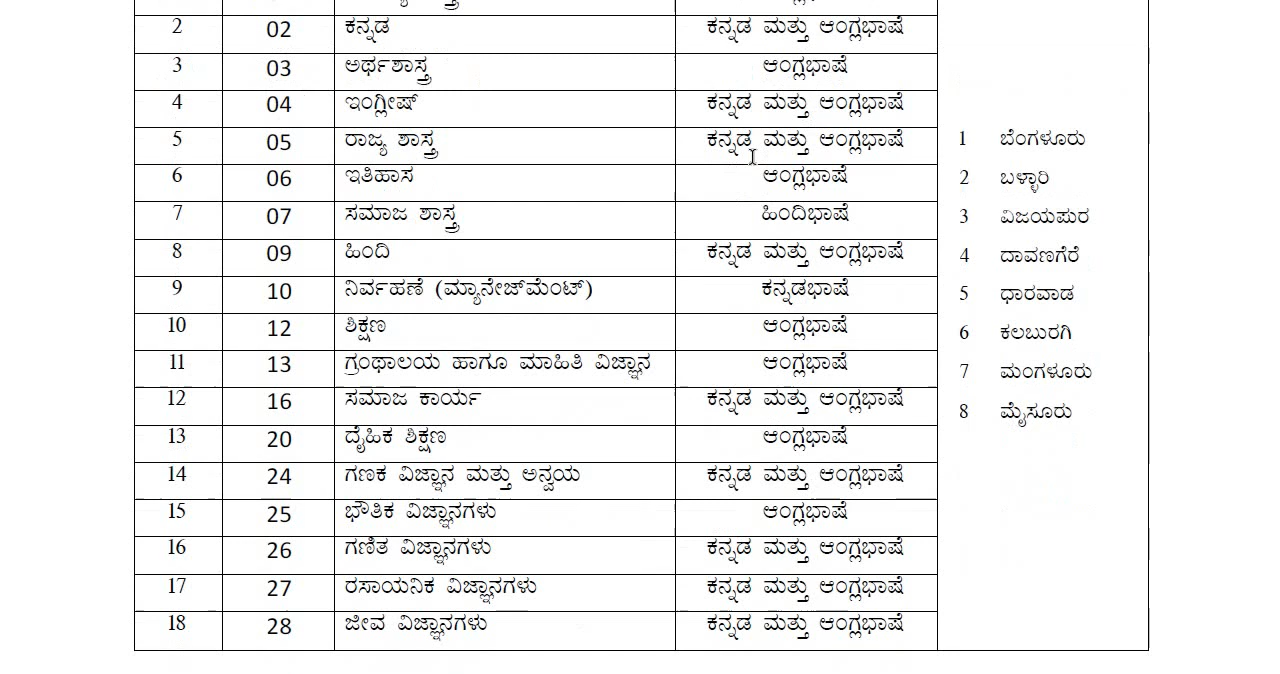 2 02 ಕನ್ನಡ ಕನ್ನಡ ಮತ್ತು ಆಂಗ್ಲಭಾಷೆ
3 03 ಅರ್ಥಶಾಸ್ತ್ರ ಆಂಗ್ಲಭಾಷೆ
4 04 ಇಂಗ್ಲೀಷ್ ಕನ್ನಡ ಮತ್ತು ಆಂಗ್ಲಭಾಷೆ
5 05 ರಾಜ್ಯ ಶಾಸ್ತ್ರ ಕನ್ನಡ ಮತ್ತು ಆಂಗ್ಲಭಾಷೆ
6 06 ಇತಿಹಾಸ ಆಂಗ್ಲಭಾಷೆ
7 07 ಸಮಾಜ ಶಾಸ್ತ್ರ ಹಿಂದಿಭಾಷೆ
8 09 ಹಿಂದಿ ಕನ್ನಡ ಮತ್ತು ಆಂಗ್ಲಭಾಷೆ
9 10 ನಿರ್ವಹಣೆ (ಮ್ಯಾನೇಜ್‌ಮೆಂಟ್) ಕನ್ನಡಭಾಷೆ
10 12 ಶಿಕ್ಷಣ ಆಂಗ್ಲಭಾಷೆ
11 13 ಗ್ರಂಥಾಲಯ ಹಾಗೂ ಮಾಹಿತಿ ವಿಜ್ಞಾನ ಆಂಗ್ಲಭಾಷೆ
12 16 ಸಮಾಜ ಕಾರ್ಯ ಕನ್ನಡ ಮತ್ತು ಆಂಗ್ಲಭಾಷೆ
13 20 ದೈಹಿಕ ಶಿಕ್ಷಣ ಆಂಗ್ಲಭಾಷೆ
14 24 ಗಣಕ ವಿಜ್ಞಾನ ಮತ್ತು ಅನ್ವಯ ಕನ್ನಡ ಮತ್ತು ಆಂಗ್ಲಭಾಷೆ
15 25 ಭೌತಿಕ ವಿಜ್ಞಾನಗಳು ಆಂಗ್ಲಭಾಷೆ
16 26 ಗಣಿತ ವಿಜ್ಞಾನಗಳು ಕನ್ನಡ ಮತ್ತು ಆಂಗ್ಲಭಾಷೆ
17 27 ರಸಾಯನಿಕ ವಿಜ್ಞಾನಗಳು ಕನ್ನಡ ಮತ್ತು ಆಂಗ್ಲಭಾಷೆ
18 28 ಜೀವ ವಿಜ್ಞಾನಗಳು ಕನ್ನಡ ಮತ್ತು ಆಂಗ್ಲಭಾಷೆ
1 ಬೆಂಗಳೂರು
2 ಬಳ್ಳಾರಿ
3 ವಿಜಯಪುರ
4 ದಾವಣಗೆರೆ
5 ಧಾರವಾಡ
6 ಕಲಬುರಗಿ
7 ಮಂಗಳೂರು
8 ಮೈಸೂರು